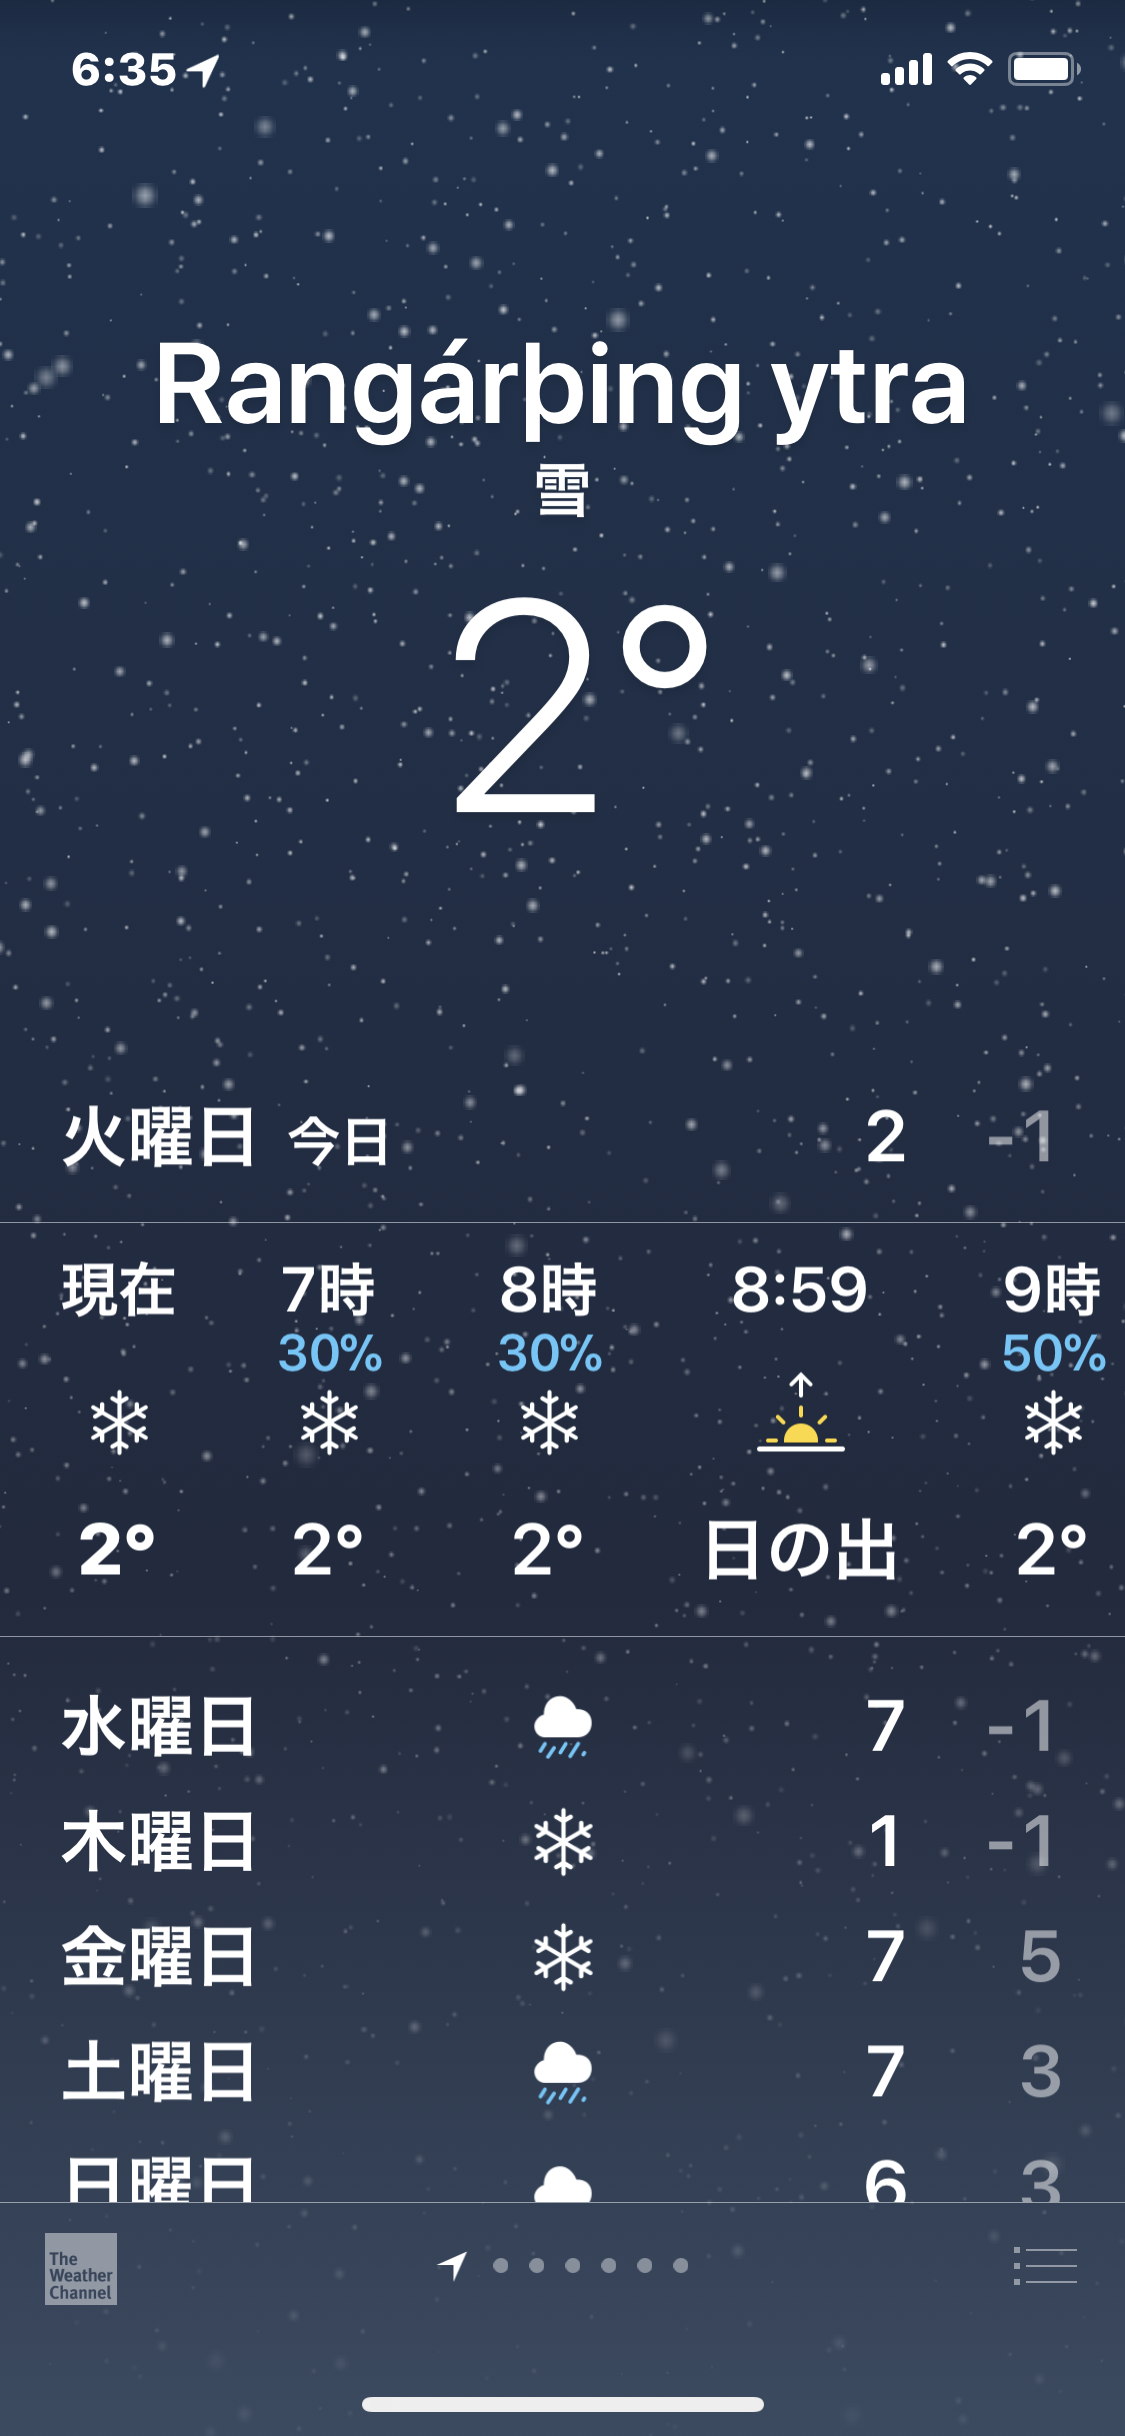 6:35
Rangárþing ytra
雪
2°
火曜日 今日 2 -1
現在 7時 8時 8:59 9時
30% 30% 50%
2° 2° 2° 日の出 2°
水曜日 7 -1
木曜日 1 -1
金曜日 7 5
土曜日 7 3
日曜日 6 3
The
Weather
Channel